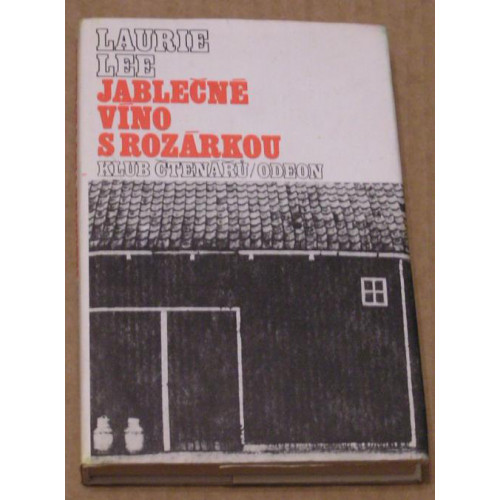 LAURIE
LEE
JABLEČNÉ
VÍNO
S ROZÁRKOU
KLUB ČTENÁŘŮ/ODEON